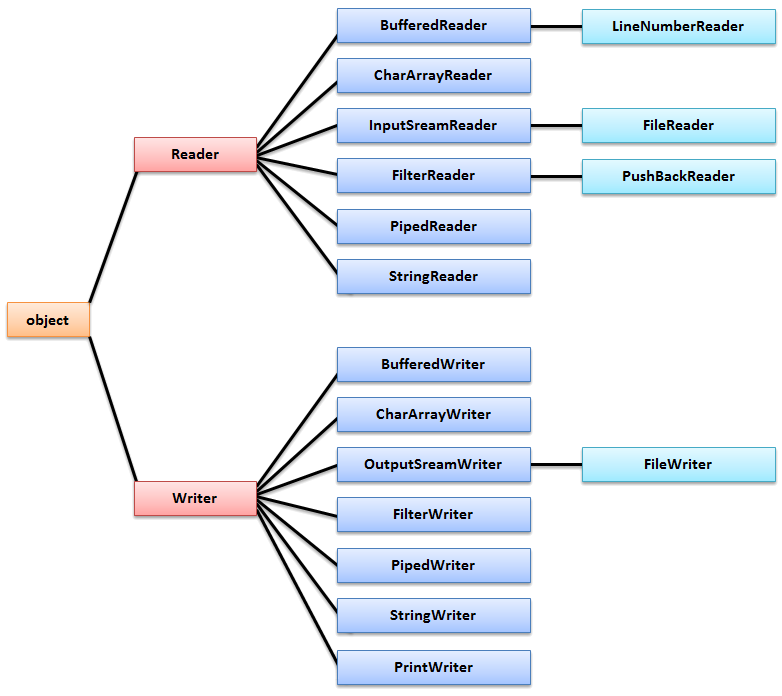 BufferedReader
LineNumberReader
CharArrayReader
InputSreamReader
FileReader
Reader
FilterReader
PushBackReader
PipedReader
StringReader
object
BufferedWriter
CharArrayWriter
OutputSreamWriter
FileWriter
Writer
FilterWriter
PipedWriter
StringWriter
PrintWriter